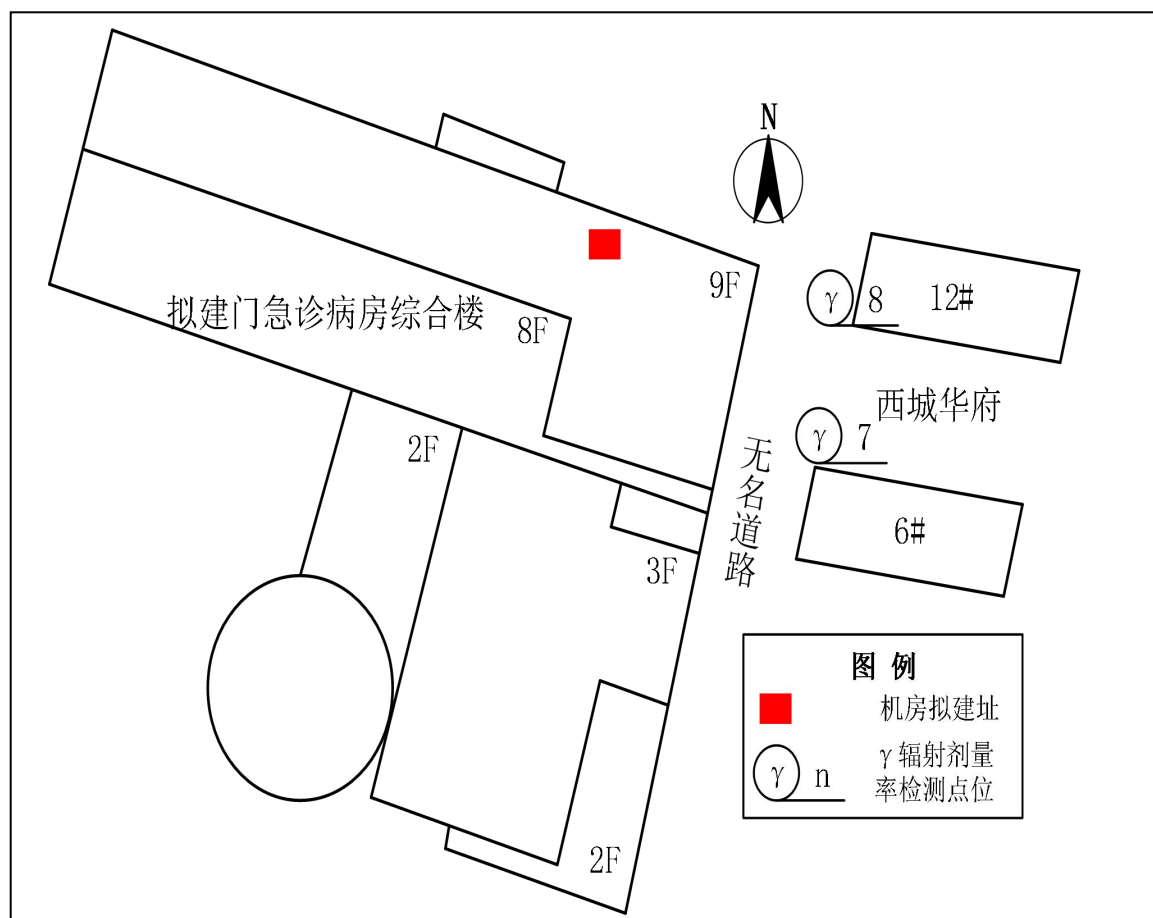 N
9F
γ 8
12#
拟建门急诊病房综合楼
8F
西城华府
γ 7
2F
无名道路
6#
3F
图 例
机房拟建址
γ n
γ辐射剂量
率检测点位
2F